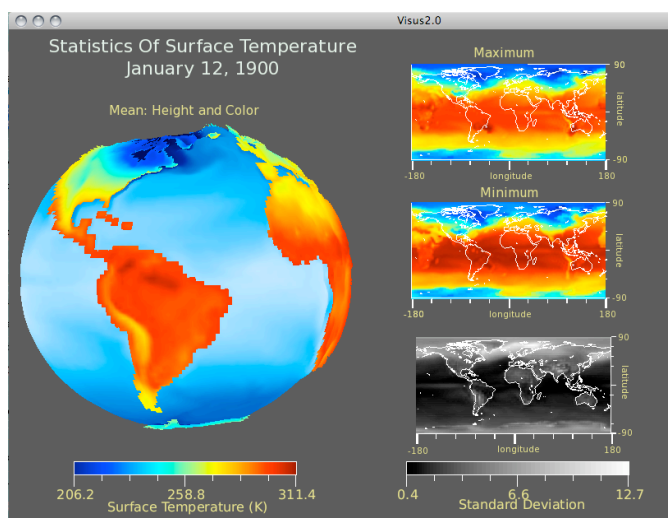 Visus2.0
Statistics Of Surface Temperature
January 12, 1900
Mean: Height and Color
Maximum
90
latitude
-90
-180
longitude
180
Minimum
90
latitude
-90
-180
longitude
180
90
latitude
-90
-180
longitude
180
206.2
258.8
311.4
Surface Temperature (K)
0.4
6.6
12.7
Standard Deviation